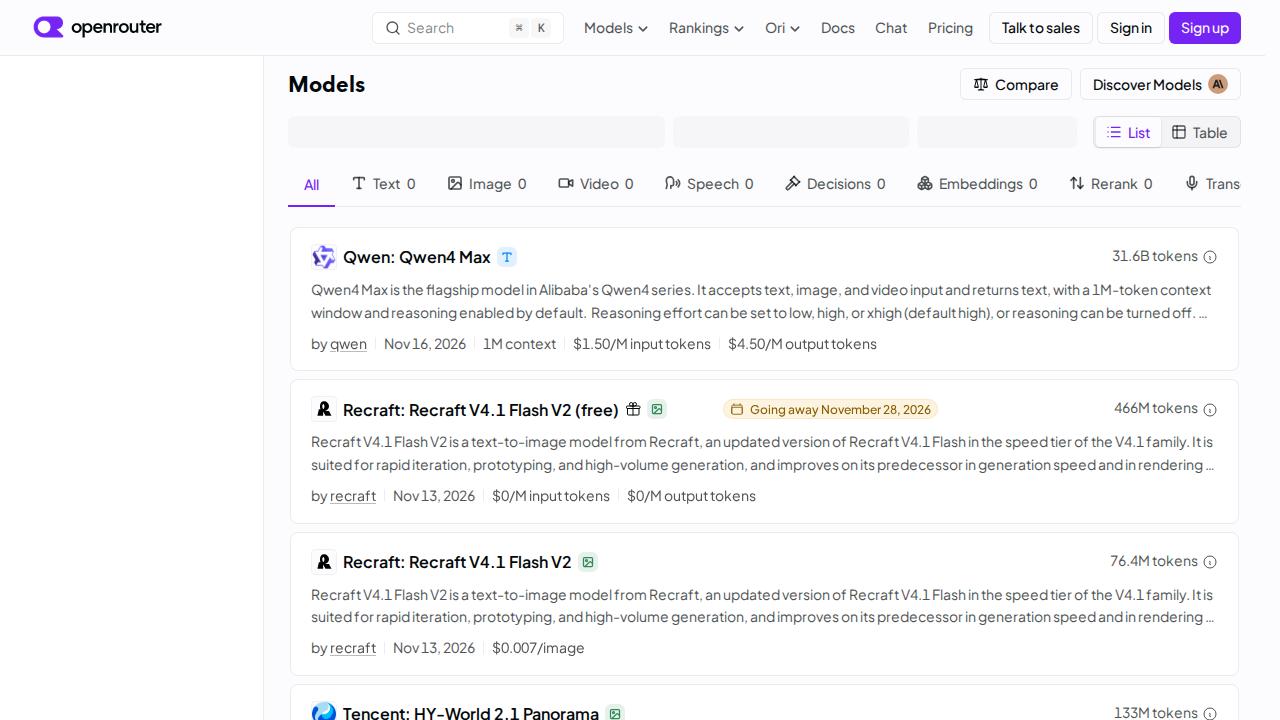 openrouter
Search ⌘ K
Models
Rankings
Ori
Docs
Chat
Pricing
Talk to sales
Sign in
Sign up
Models
Compare
Discover Models A\
List
Table
All
Text 0
Image 0
Video 0
Speech 0
Decisions 0
Embeddings 0
Rerank 0
Trans
Qwen: Qwen4 Max
31.6B tokens
Qwen4 Max is the flagship model in Alibaba's Qwen4 series. It accepts text, image, and video input and returns text, with a 1M-token context
window and reasoning enabled by default. Reasoning effort can be set to low, high, or xhigh (default high), or reasoning can be turned off. …
by qwen Nov 16, 2026 1M context $1.50/M input tokens $4.50/M output tokens
Recraft: Recraft V4.1 Flash V2 (free)
Going away November 28, 2026
466M tokens
Recraft V4.1 Flash V2 is a text-to-image model from Recraft, an updated version of Recraft V4.1 Flash in the speed tier of the V4.1 family. It is
suited for rapid iteration, prototyping, and high-volume generation, and improves on its predecessor in generation speed and in rendering …
by recraft Nov 13, 2026 $0/M input tokens $0/M output tokens
Recraft: Recraft V4.1 Flash V2
76.4M tokens
Recraft V4.1 Flash V2 is a text-to-image model from Recraft, an updated version of Recraft V4.1 Flash in the speed tier of the V4.1 family. It is
suited for rapid iteration, prototyping, and high-volume generation, and improves on its predecessor in generation speed and in rendering …
by recraft Nov 13, 2026 $0.007/image
Tencent: HY-World 2.1 Panorama
133M tokens